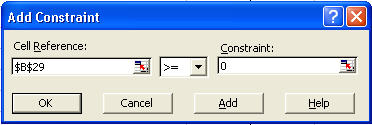 Add Constraint
Cell Reference:
Constraint:
$B$29
>=
0
OK
Cancel
Add
Help